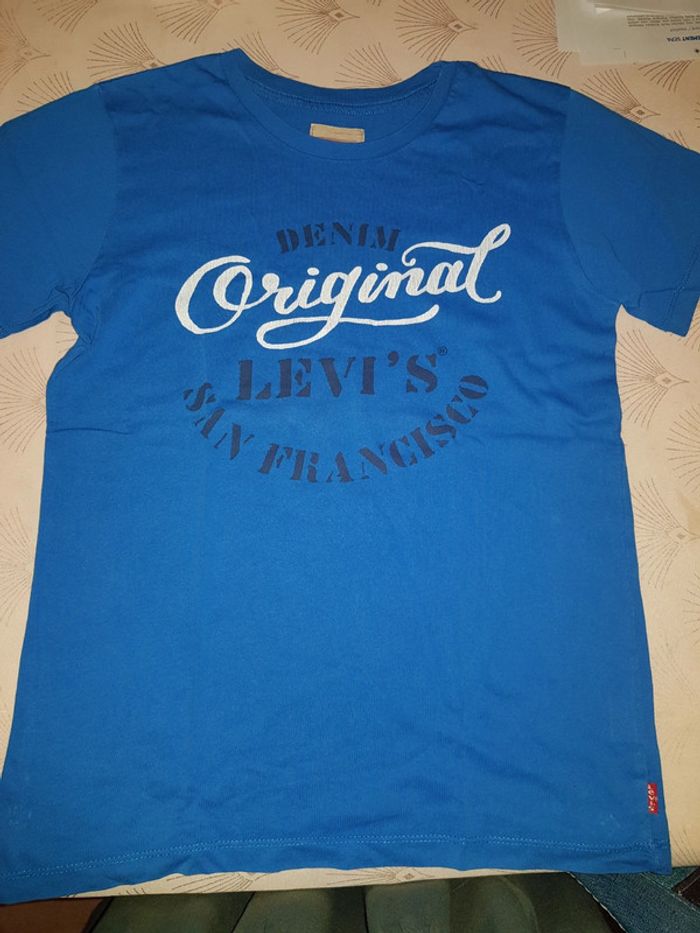 DENIM
Original
LEVI'S®
SAN FRANCISCO